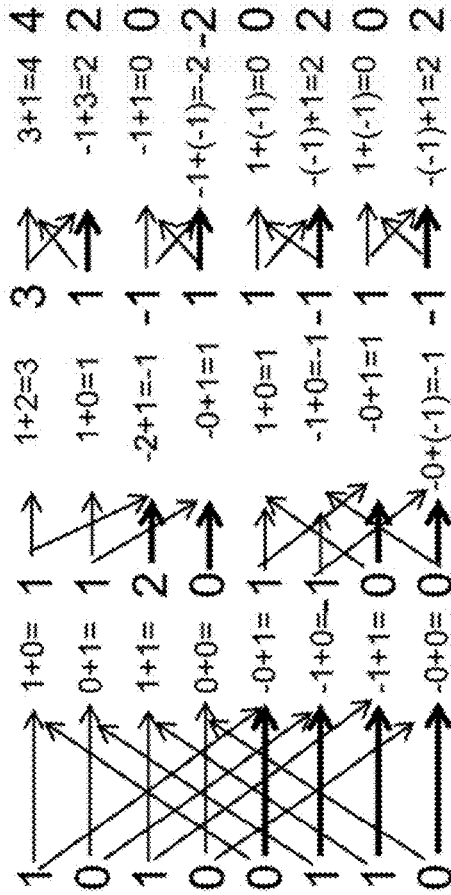 1 1+0= 1 1+2=3 3 3+1=4 4
0 0+1= 1 1+0=1 1 -1+3=2 2
1 1+1= 2 -2+1=-1 -1 -1+1=0 0
0 0+0= 0 -0+1=1 1 -1+(-1)=-2 -2
0 -0+1= 1 1+0=1 1 1+(-1)=0 0
1 -1+0=- 1 -1+0=-1 -1 -(-1)+1=2 2
1 -1+1= 0 -0+1=1 1 1+(-1)=0 0
0 -0+0= 0 -0+(-1)=-1 -1 -(-1)+1=2 2